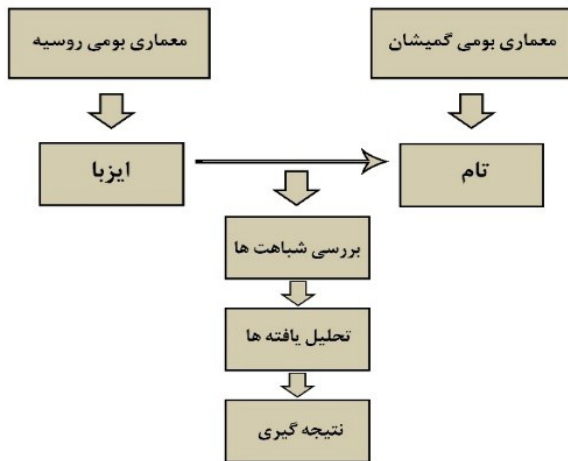 معماری بومی گمیشان
معماری بومی روسیه
تام
ایزبا
بررسی شباهت ها
تحلیل یافته ها
نتیجه گیری